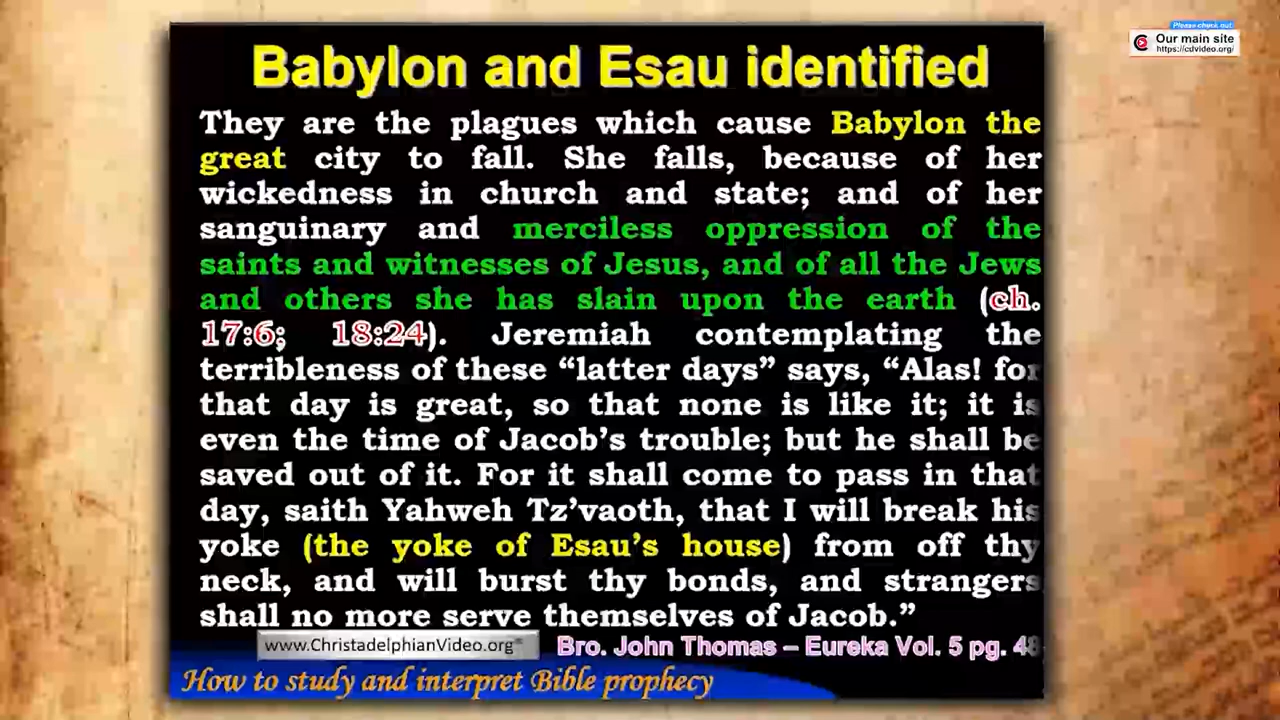 Please check out
Our main site
https://cdvideo.org/
Babylon and Esau identified
They are the plagues which cause Babylon the
great city to fall. She falls, because of her
wickedness in church and state; and of her
sanguinary and merciless oppression of the
saints and witnesses of Jesus, and of all the Jews
and others she has slain upon the earth (ch.
17:6; 18:24). Jeremiah contemplating the
terribleness of these “latter days” says, “Alas! for
that day is great, so that none is like it; it is
even the time of Jacob’s trouble; but he shall be
saved out of it. For it shall come to pass in that
day, saith Yahweh Tz’vaoth, that I will break his
yoke (the yoke of Esau’s house) from off thy
neck, and will burst thy bonds, and strangers
shall no more serve themselves of Jacob.”
www.ChristadelphianVideo.org®
Bro. John Thomas – Eureka Vol. 5 pg. 48
How to study and interpret Bible prophecy